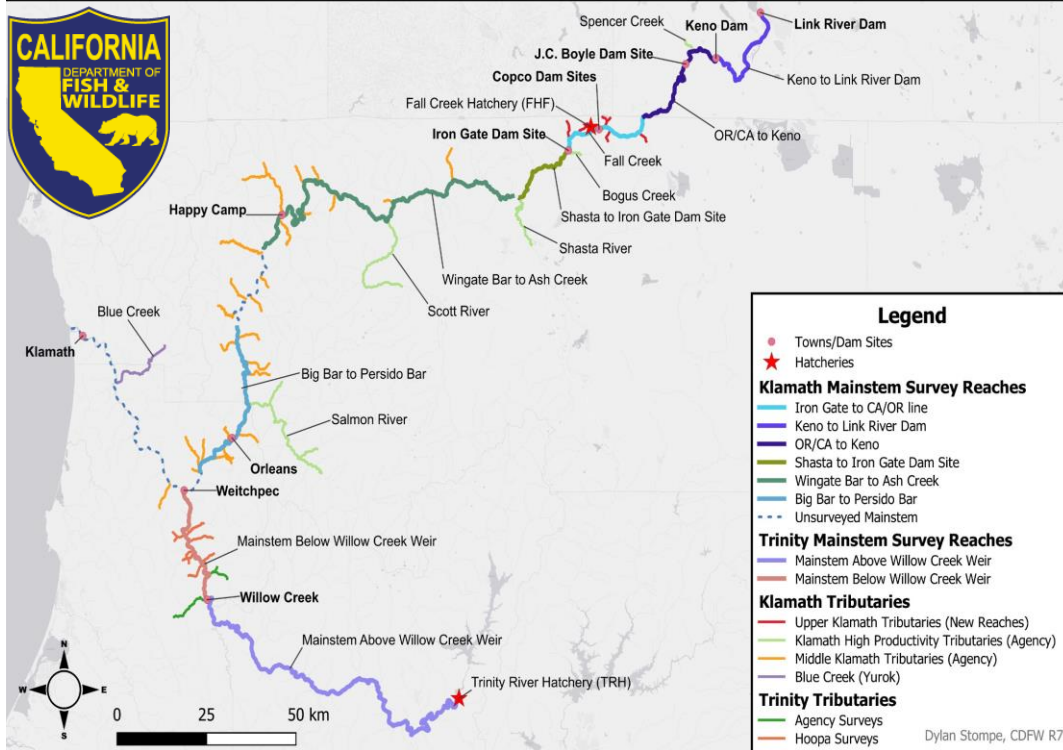 CALIFORNIA
DEPARTMENT OF
FISH &
WILDLIFE
Spencer Creek
Keno Dam
Link River Dam
J.C. Boyle Dam Site
Copco Dam Sites
Keno to Link River Dam
Fall Creek Hatchery (FHF)
OR/CA to Keno
Iron Gate Dam Site
Fall Creek
Bogus Creek
Happy Camp
Shasta to Iron Gate Dam Site
Shasta River
Wingate Bar to Ash Creek
Scott River
Blue Creek
Klamath
Big Bar to Persido Bar
Salmon River
Orleans
Weitchpec
Mainstem Below Willow Creek Weir
Willow Creek
Mainstem Above Willow Creek Weir
Trinity River Hatchery (TRH)
N
W
E
S
0 25 50 km
Legend
Towns/Dam Sites
Hatcheries
Klamath Mainstem Survey Reaches
Iron Gate to CA/OR line
Keno to Link River Dam
OR/CA to Keno
Shasta to Iron Gate Dam Site
Wingate Bar to Ash Creek
Big Bar to Persido Bar
Unsurveyed Mainstem
Trinity Mainstem Survey Reaches
Mainstem Above Willow Creek Weir
Mainstem Below Willow Creek Weir
Klamath Tributaries
Upper Klamath Tributaries (New Reaches)
Klamath High Productivity Tributaries (Agency)
Middle Klamath Tributaries (Agency)
Blue Creek (Yurok)
Trinity Tributaries
Agency Surveys
Hoopa Surveys
Dylan Stompe, CDFW R7